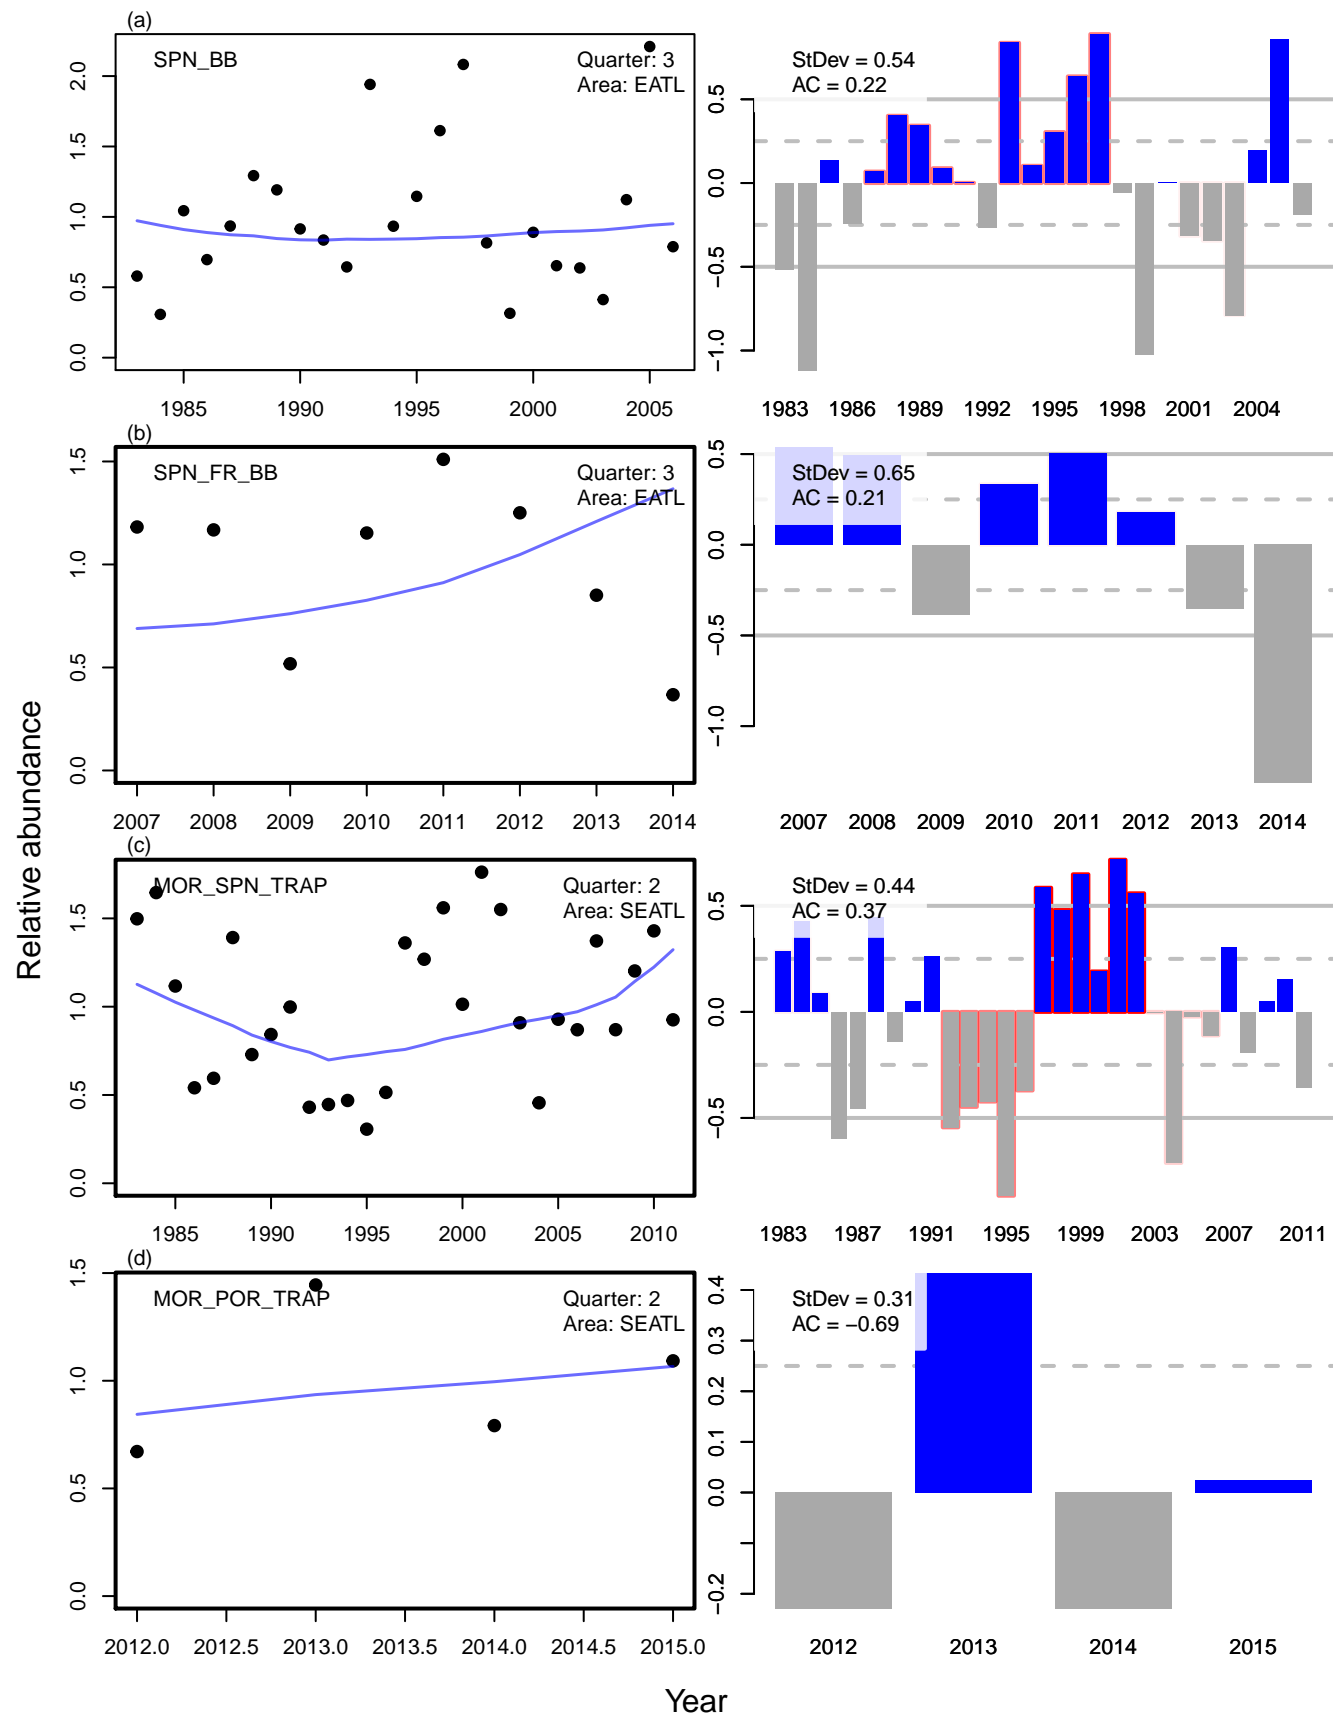 (a)
SPN_BB
Quarter: 3
Area: EATL
0.0 0.5 1.0 1.5 2.0
1985 1990 1995 2000 2005
StDev = 0.54
AC = 0.22
−1.0 −0.5 0.0 0.5
1983 1986 1989 1992 1995 1998 2001 2004
(b)
SPN_FR_BB
Quarter: 3
Area: EATL
0.0 0.5 1.0 1.5
2007 2008 2009 2010 2011 2012 2013 2014
StDev = 0.65
AC = 0.21
−1.0 −0.5 0.0 0.5
2007 2008 2009 2010 2011 2012 2013 2014
(c)
MOR_SPN_TRAP
Quarter: 2
Area: SEATL
0.0 0.5 1.0 1.5
1985 1990 1995 2000 2005 2010
StDev = 0.44
AC = 0.37
−0.5 0.0 0.5
1983 1987 1991 1995 1999 2003 2007 2011
(d)
MOR_POR_TRAP
Quarter: 2
Area: SEATL
0.0 0.5 1.0 1.5
2012.0 2012.5 2013.0 2013.5 2014.0 2014.5 2015.0
StDev = 0.31
AC = −0.69
−0.2 0.0 0.1 0.2 0.3 0.4
2012 2013 2014 2015
Relative abundance
Year